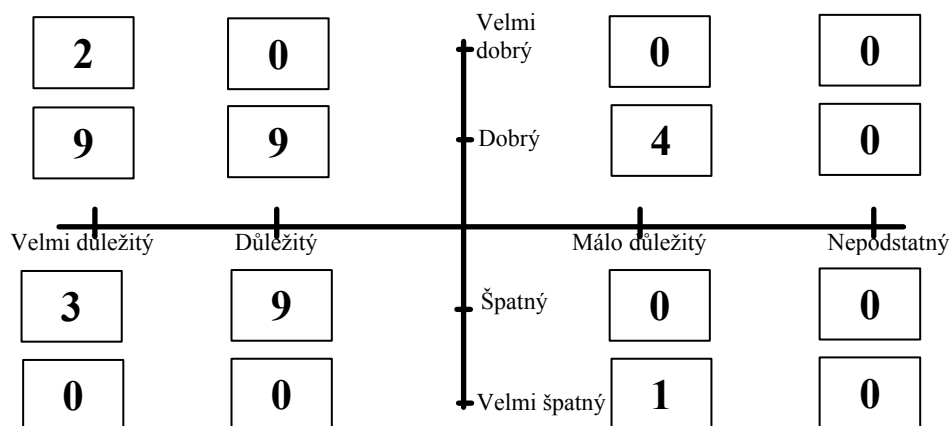 Velmi
dobrý
2 0 0 0
9 9 Dobrý 4 0
Velmi důležitý Důležitý Málo důležitý Nepodstatný
3 9 Špatný 0 0
0 0 Velmi špatný 1 0